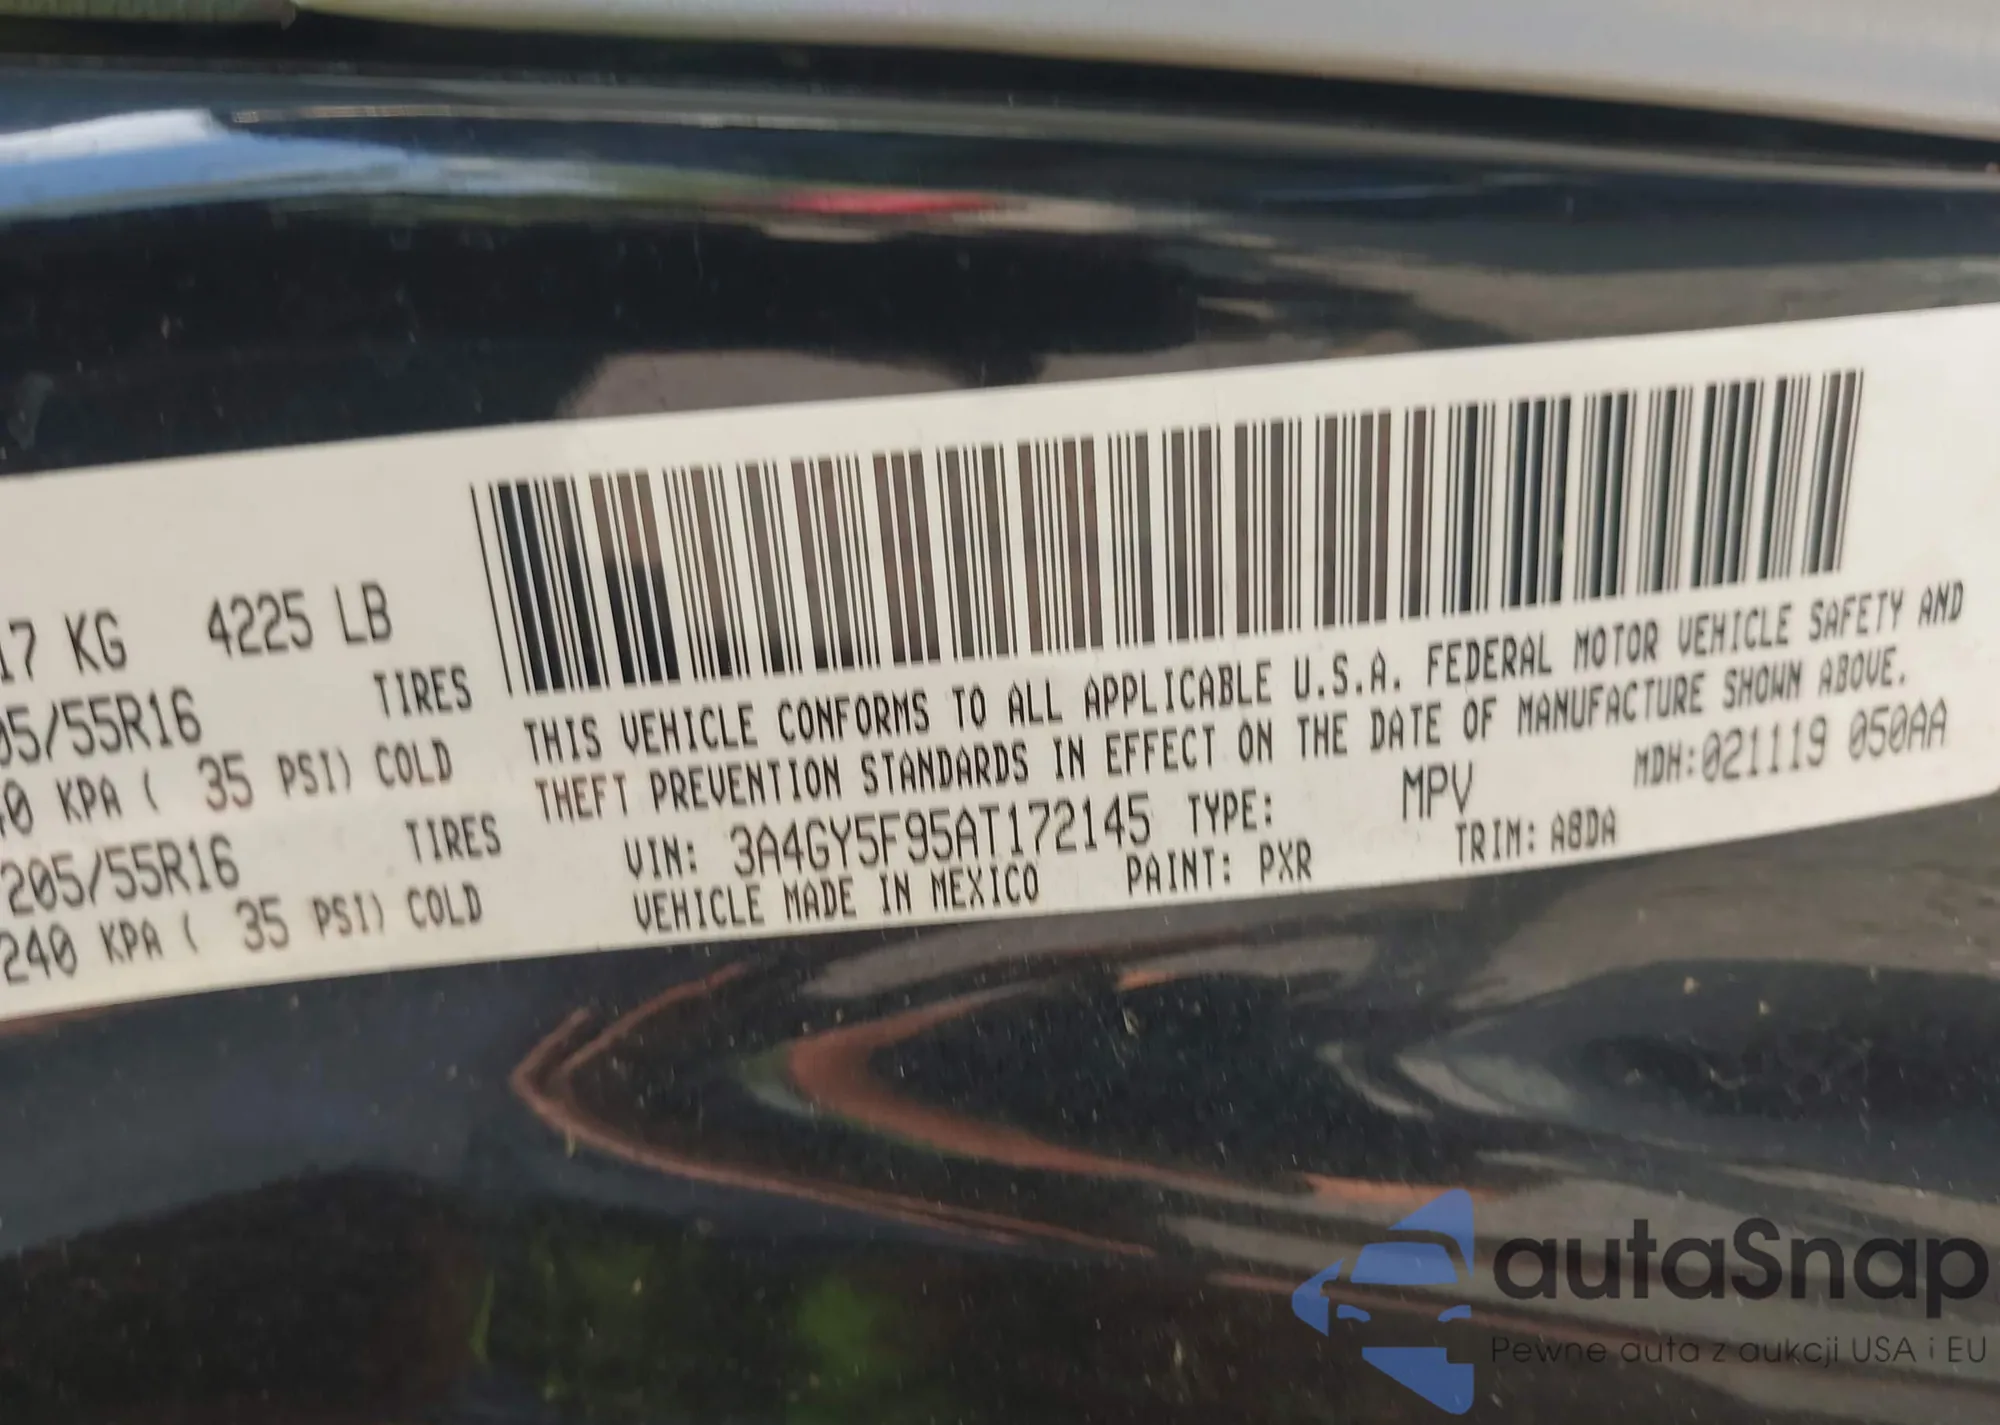 17 KG 4225 LB
05/55R16 TIRES
40 KPA ( 35 PSI) COLD
205/55R16 TIRES
240 KPA ( 35 PSI) COLD
THIS VEHICLE CONFORMS TO ALL APPLICABLE U.S.A. FEDERAL MOTOR VEHICLE SAFETY AND
THEFT PREVENTION STANDARDS IN EFFECT ON THE DATE OF MANUFACTURE SHOWN ABOVE.
VIN: 3A4GY5F95AT172145 TYPE: MPV MDH:021119 050AA
VEHICLE MADE IN MEXICO PAINT: PXR TRIM: A8DA
autaSnap
Pewne auta z aukcji USA i EU